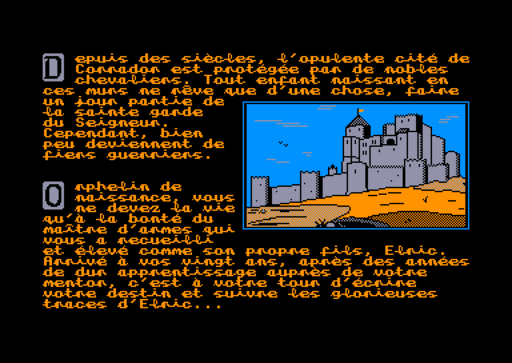 Depuis des siècles, l'opulente cité de
Conrador est protégée par de nobles
chevaliers. Tout enfant naissant en
ces murs ne rêve que d'une chose, faire
un jour partie de
la sainte garde
du Seigneur.
Cependant, bien
peu deviennent de
fiers guerriers.
Orphelin de
naissance, vous
ne devez la vie
qu'à la bonté du
maître d'armes qui
vous a recueilli
et élevé comme son propre fils, Elric.
Arrivé à vos vingt ans, après des années
de dur apprentissage auprès de votre
mentor, c'est à votre tour d'écrire
votre destin et suivre les glorieuses
traces d'Elric...